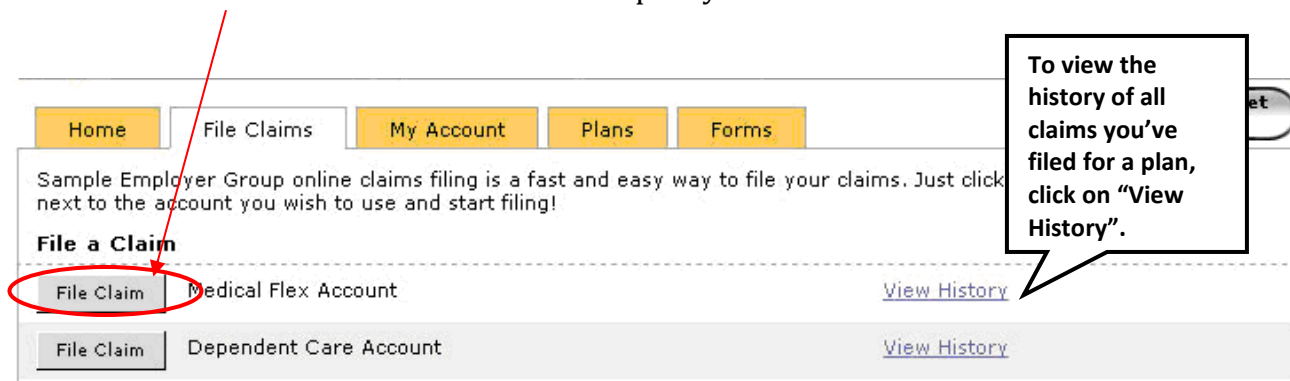 To view the
history of all
claims you've
filed for a plan,
click on “View
History”.
et
Home File Claims My Account Plans Forms
Sample Employer Group online claims filing is a fast and easy way to file your claims. Just click
next to the account you wish to use and start filing!
File a Claim
File Claim Medical Flex Account View History
File Claim Dependent Care Account View History